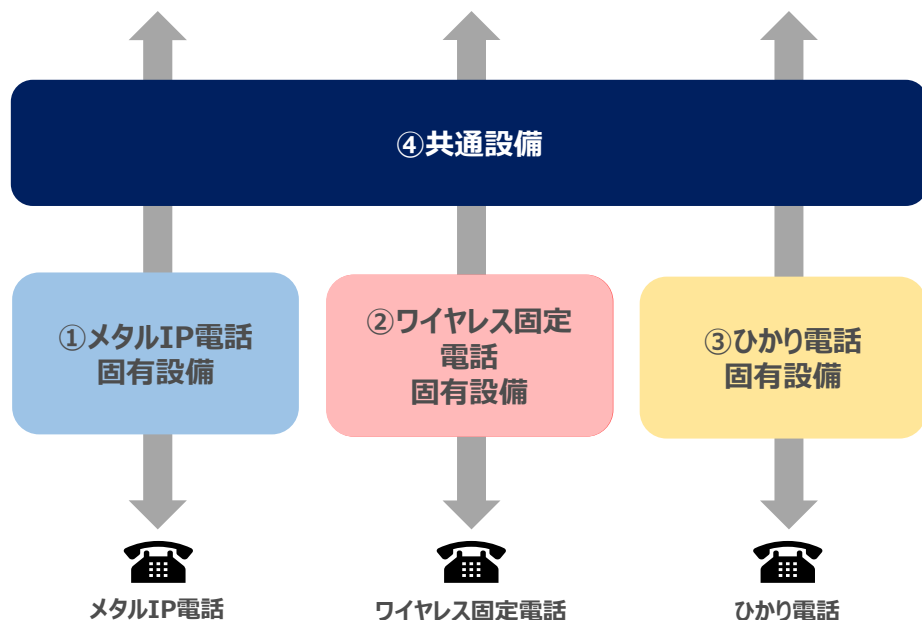 ④共通設備
①メタルIP電話
固有設備
②ワイヤレス固定
電話
固有設備
③ひかり電話
固有設備
メタルIP電話
ワイヤレス固定電話
ひかり電話